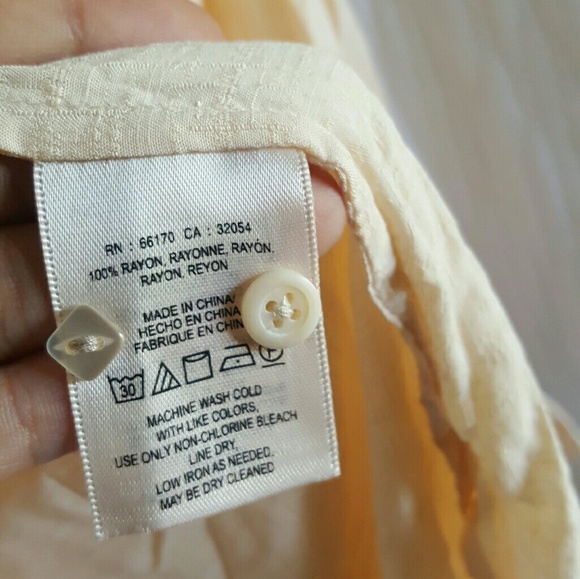 RN : 66170 CA : 32054
100% RAYON, RAYONNE, RAYÓN,
RAYON, REYON
MADE IN CHINA
HECHO EN CHINA
FABRIQUE EN CHIN
30
MACHINE WASH COLD
WITH LIKE COLORS,
USE ONLY NON-CHLORINE BLEACH
LINE DRY,
LOW IRON AS NEEDED.
MAY BE DRY CLEANED